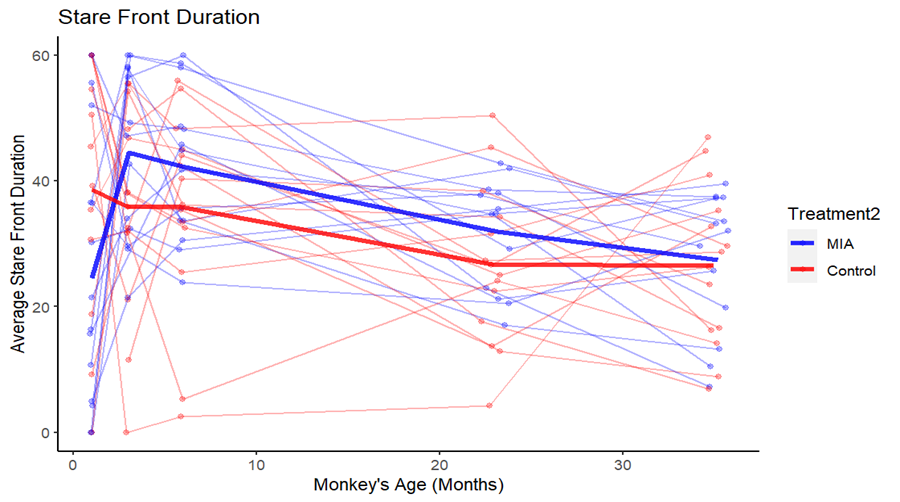 Stare Front Duration
60
40
20
0
Average Stare Front Duration
0 10 20 30
Monkey's Age (Months)
Treatment2
MIA
Control